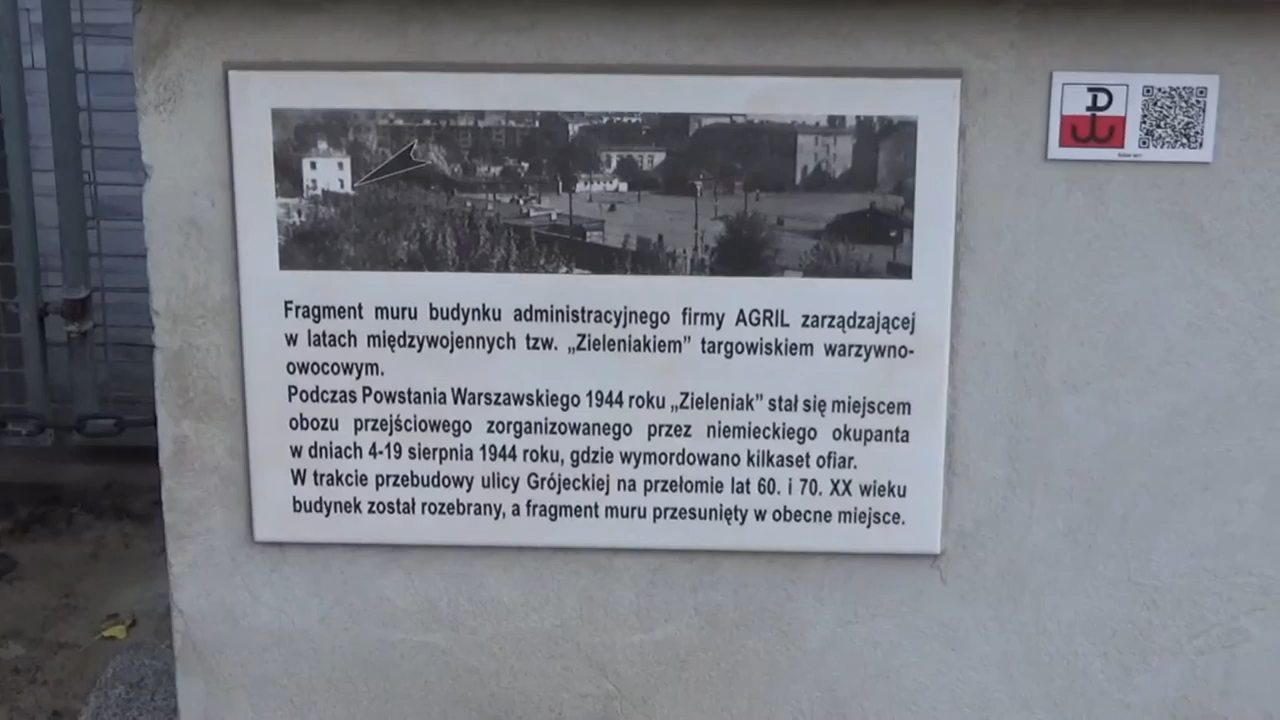 Fragment muru budynku administracyjnego firmy AGRIL zarządzającej
w latach międzywojennych tzw. „Zieleniakiem” targowiskiem warzywno-
owocowym.
Podczas Powstania Warszawskiego 1944 roku „Zieleniak” stał się miejscem
obozu przejściowego zorganizowanego przez niemieckiego okupanta
w dniach 4-19 sierpnia 1944 roku, gdzie wymordowano kilkaset ofiar.
W trakcie przebudowy ulicy Grójeckiej na przełomie lat 60. i 70. XX wieku
budynek został rozebrany, a fragment muru przesunięty w obecne miejsce.